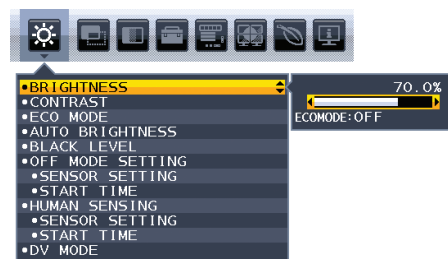 •BRIGHTNESS
70.0%
ECOMODE:OFF
•CONTRAST
•ECO MODE
•AUTO BRIGHTNESS
•BLACK LEVEL
•OFF MODE SETTING
•SENSOR SETTING
•START TIME
•HUMAN SENSING
•SENSOR SETTING
•START TIME
•DV MODE